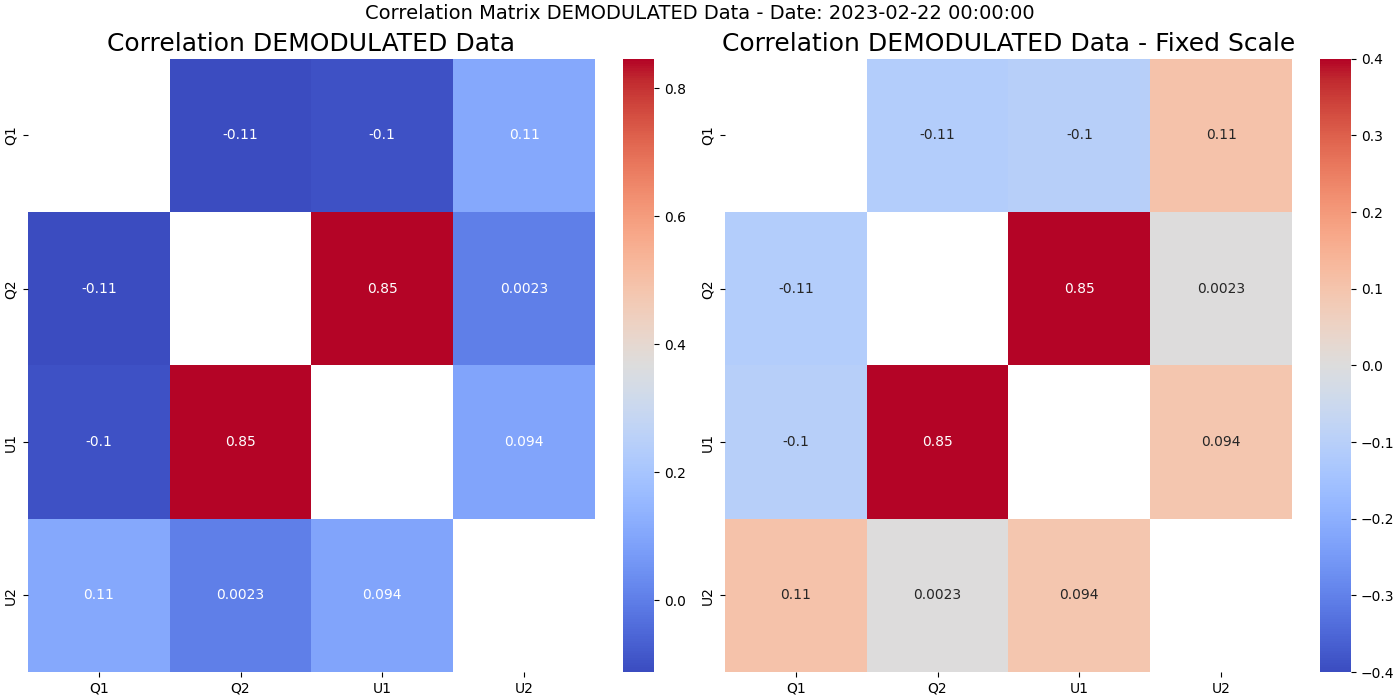 Correlation Matrix DEMODULATED Data - Date: 2023-02-22 00:00:00
Correlation DEMODULATED Data
Q1
-0.11
-0.1
0.11
Q2
-0.11
0.85
0.0023
U1
-0.1
0.85
0.094
U2
0.11
0.0023
0.094
Q1
Q2
U1
U2
0.8
0.6
0.4
0.2
0.0
Correlation DEMODULATED Data - Fixed Scale
Q1
-0.11
-0.1
0.11
Q2
-0.11
0.85
0.0023
U1
-0.1
0.85
0.094
U2
0.11
0.0023
0.094
Q1
Q2
U1
U2
0.4
0.3
0.2
0.1
0.0
−0.1
−0.2
−0.3
−0.4